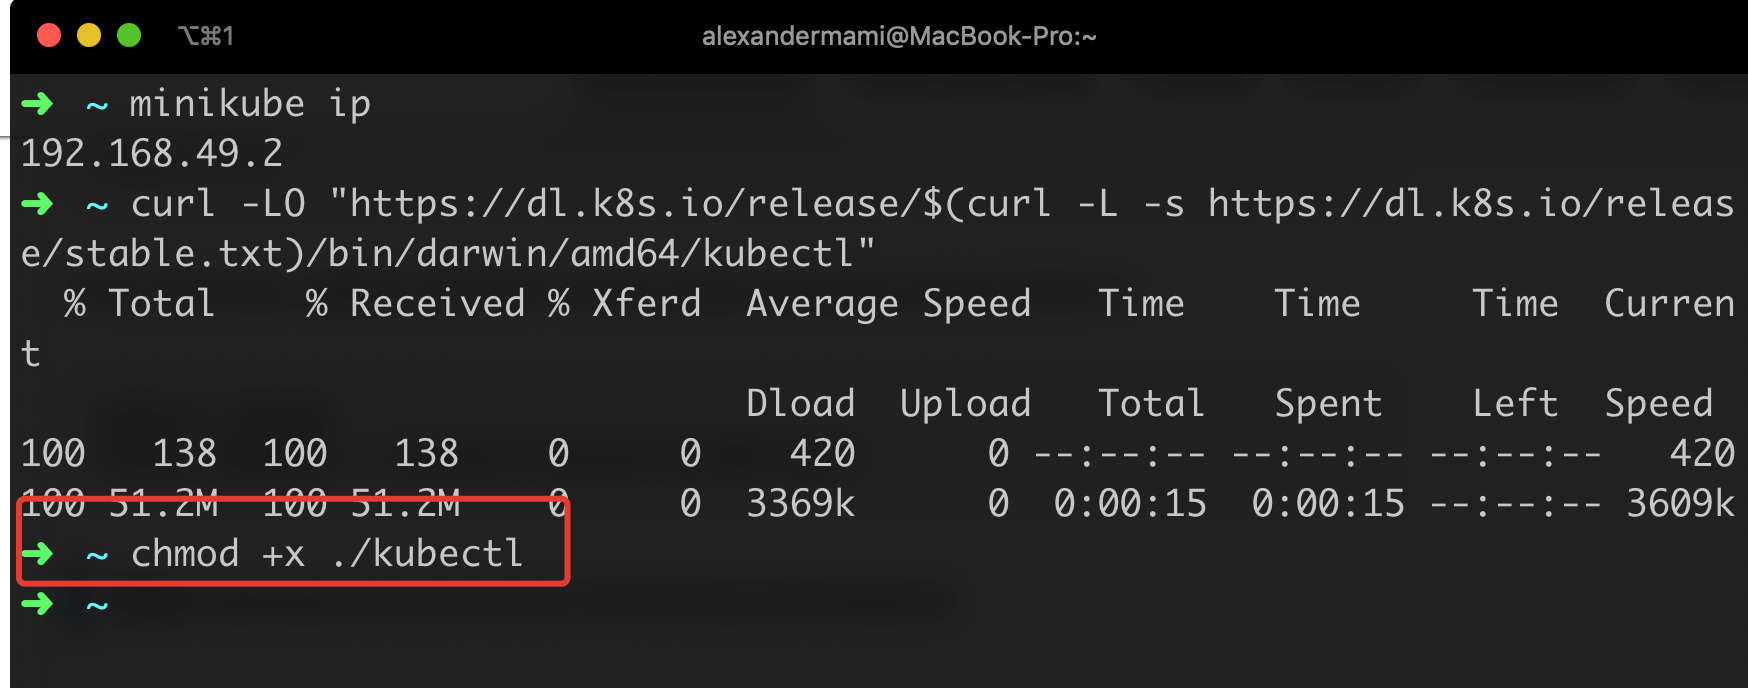 ⌥⌘1
alexandermami@MacBook-Pro:~
➜ ~ minikube ip
192.168.49.2
➜ ~ curl -LO "https://dl.k8s.io/release/$(curl -L -s https://dl.k8s.io/releas
e/stable.txt)/bin/darwin/amd64/kubectl"
% Total % Received % Xferd Average Speed Time Time Time Curren
t
Dload Upload Total Spent Left Speed
100 138 100 138 0 0 420 0 --:--:-- --:--:-- --:--:-- 420
100 51.2M 100 51.2M 0 0 3369k 0 0:00:15 0:00:15 --:--:-- 3609k
➜ ~ chmod +x ./kubectl
➜ ~